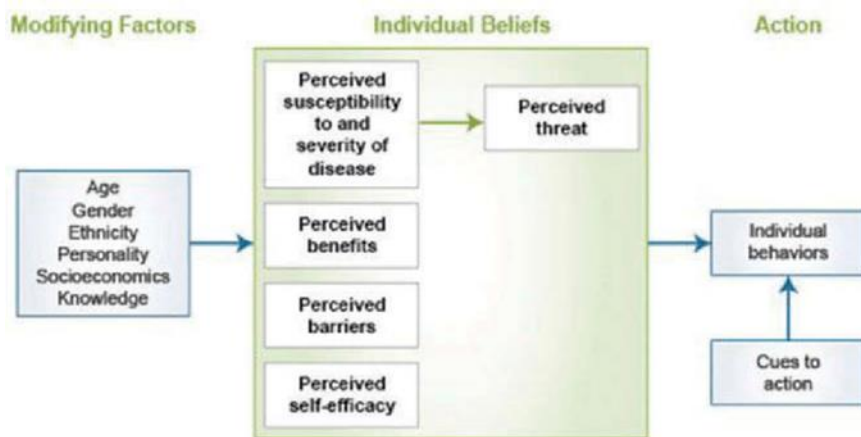 Modifying Factors
Individual Beliefs
Action
Perceived
susceptibility
to and
severity of
disease
Perceived
threat
Age
Gender
Ethnicity
Personality
Socioeconomics
Knowledge
Perceived
benefits
Individual
behaviors
Perceived
barriers
Cues to
action
Perceived
self-efficacy